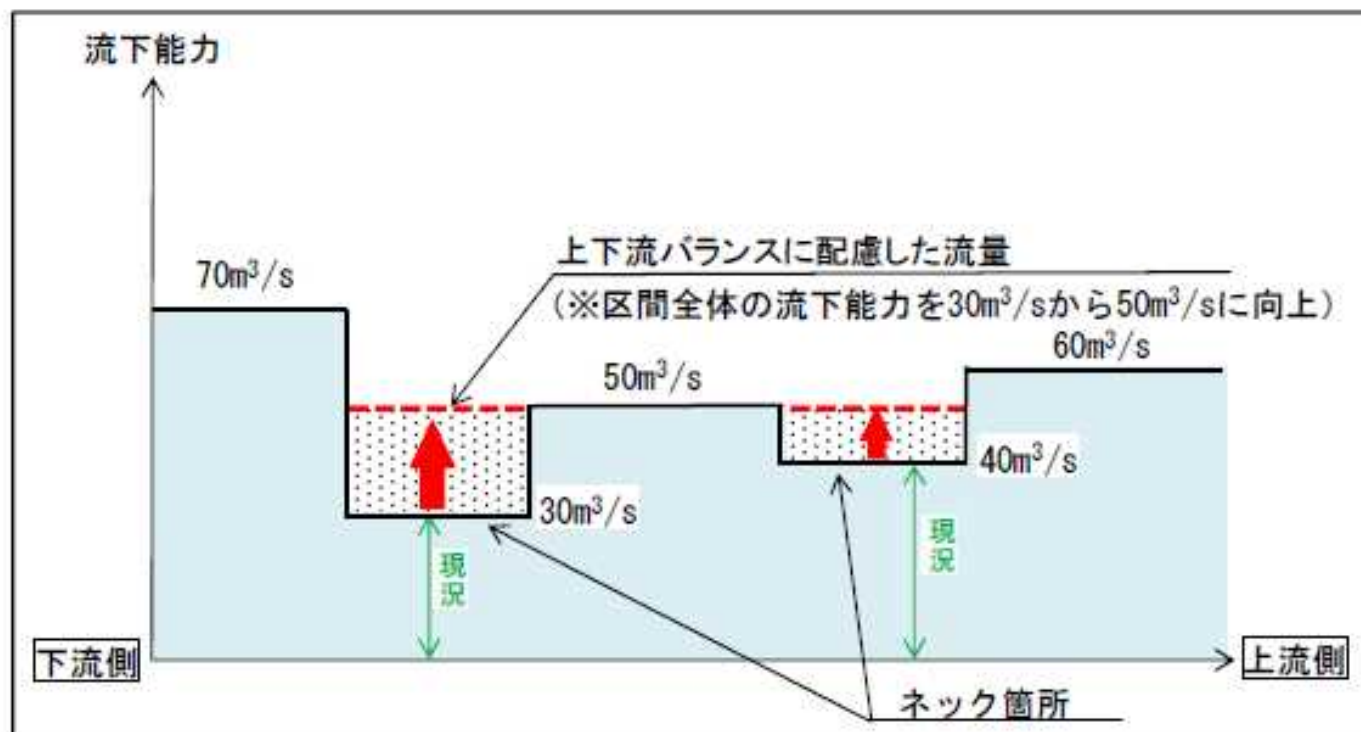 流下能力
上下流バランスに配慮した流量
70m³/s
(※区間全体の流下能力を30m³/sから50m³/sに向上)
60m³/s
50m³/s
40m³/s
30m³/s
現況
現況
下流側
上流側
ネック箇所